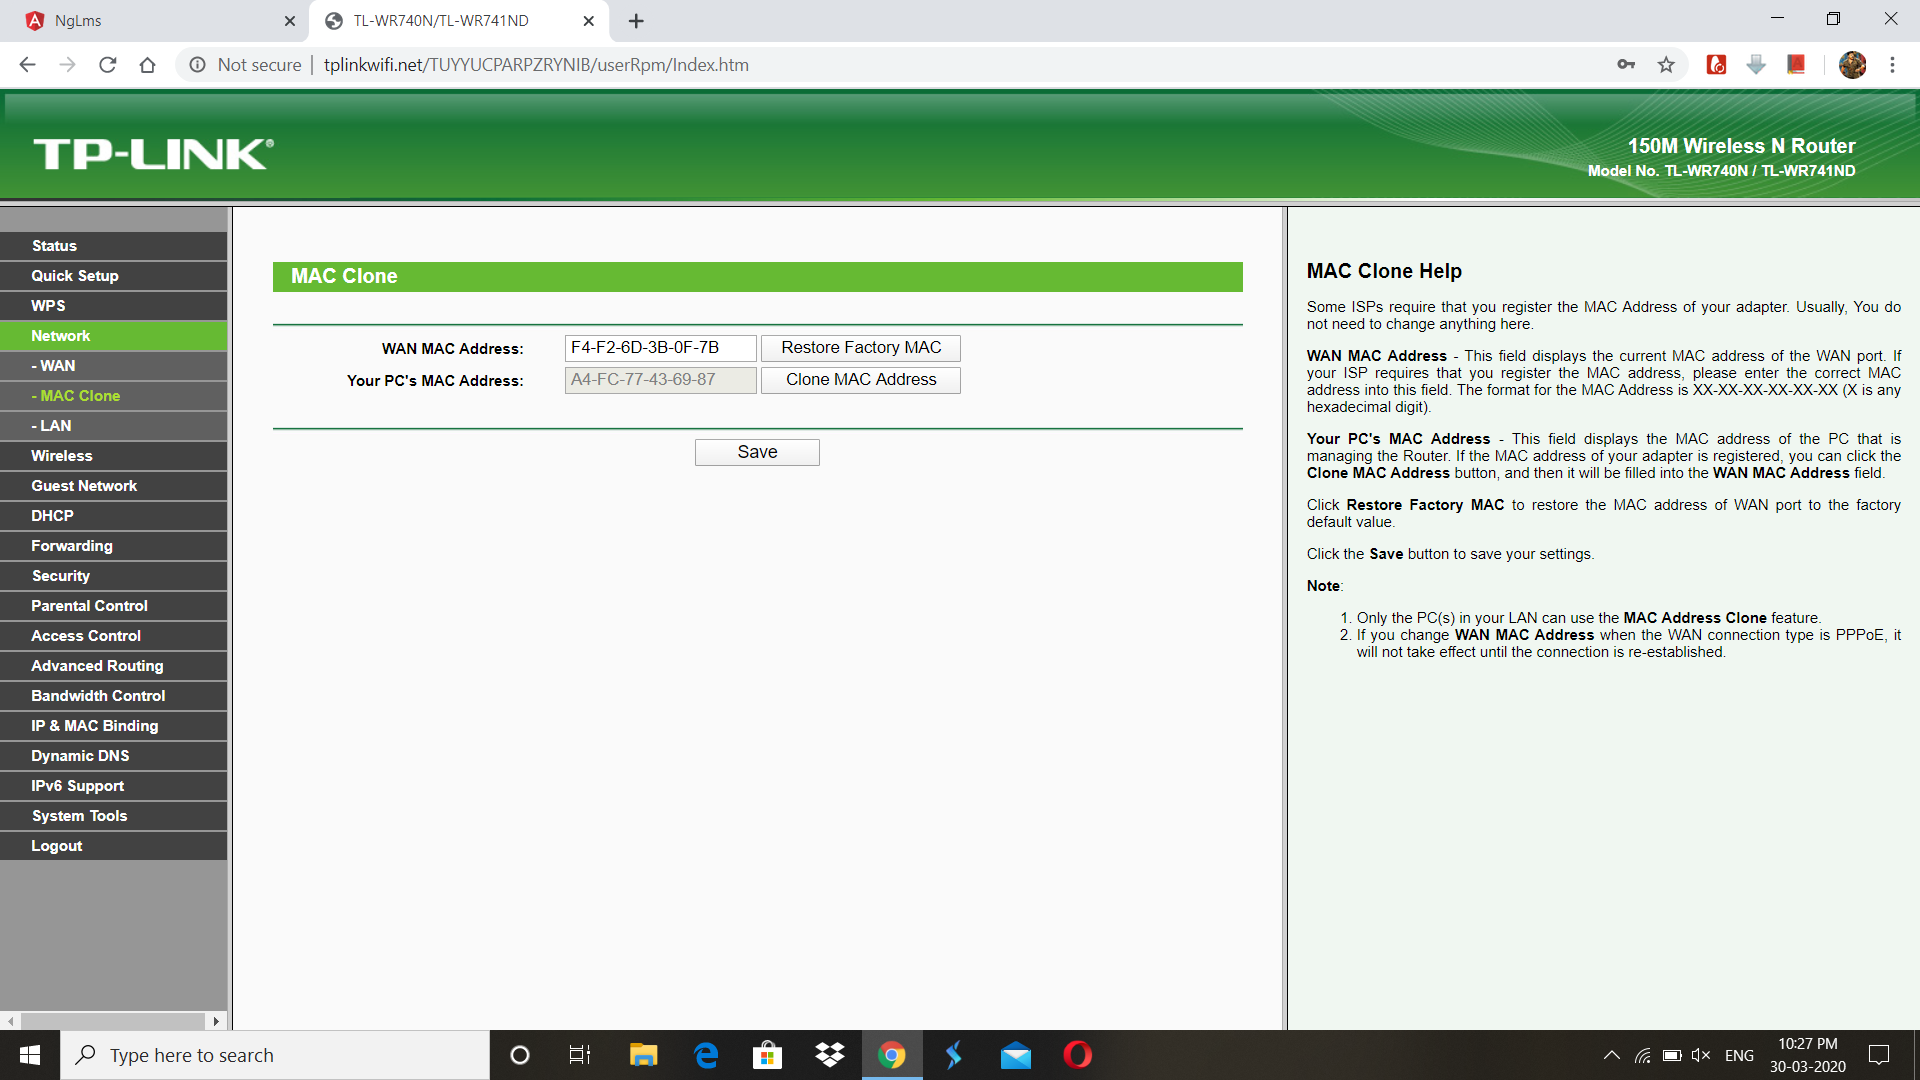 NgLms
TL-WR740N/TL-WR741ND
Not secure | tplinkwifi.net/TUYYUCPARPZRYNIB/userRpm/Index.htm
TP-LINK®
150M Wireless N Router
Model No. TL-WR740N / TL-WR741ND
Status
Quick Setup
WPS
Network
- WAN
- MAC Clone
- LAN
Wireless
Guest Network
DHCP
Forwarding
Security
Parental Control
Access Control
Advanced Routing
Bandwidth Control
IP & MAC Binding
Dynamic DNS
IPv6 Support
System Tools
Logout
MAC Clone
WAN MAC Address: F4-F2-6D-3B-0F-7B Restore Factory MAC
Your PC's MAC Address: A4-FC-77-43-69-87 Clone MAC Address
Save
MAC Clone Help
Some ISPs require that you register the MAC Address of your adapter. Usually, You do
not need to change anything here.
WAN MAC Address - This field displays the current MAC address of the WAN port. If
your ISP requires that you register the MAC address, please enter the correct MAC
address into this field. The format for the MAC Address is XX-XX-XX-XX-XX-XX (X is any
hexadecimal digit).
Your PC's MAC Address - This field displays the MAC address of the PC that is
managing the Router. If the MAC address of your adapter is registered, you can click the
Clone MAC Address button, and then it will be filled into the WAN MAC Address field.
Click Restore Factory MAC to restore the MAC address of WAN port to the factory
default value.
Click the Save button to save your settings.
Note:
1. Only the PC(s) in your LAN can use the MAC Address Clone feature.
2. If you change WAN MAC Address when the WAN connection type is PPPoE, it
will not take effect until the connection is re-established.
Type here to search
ENG
10:27 PM
30-03-2020